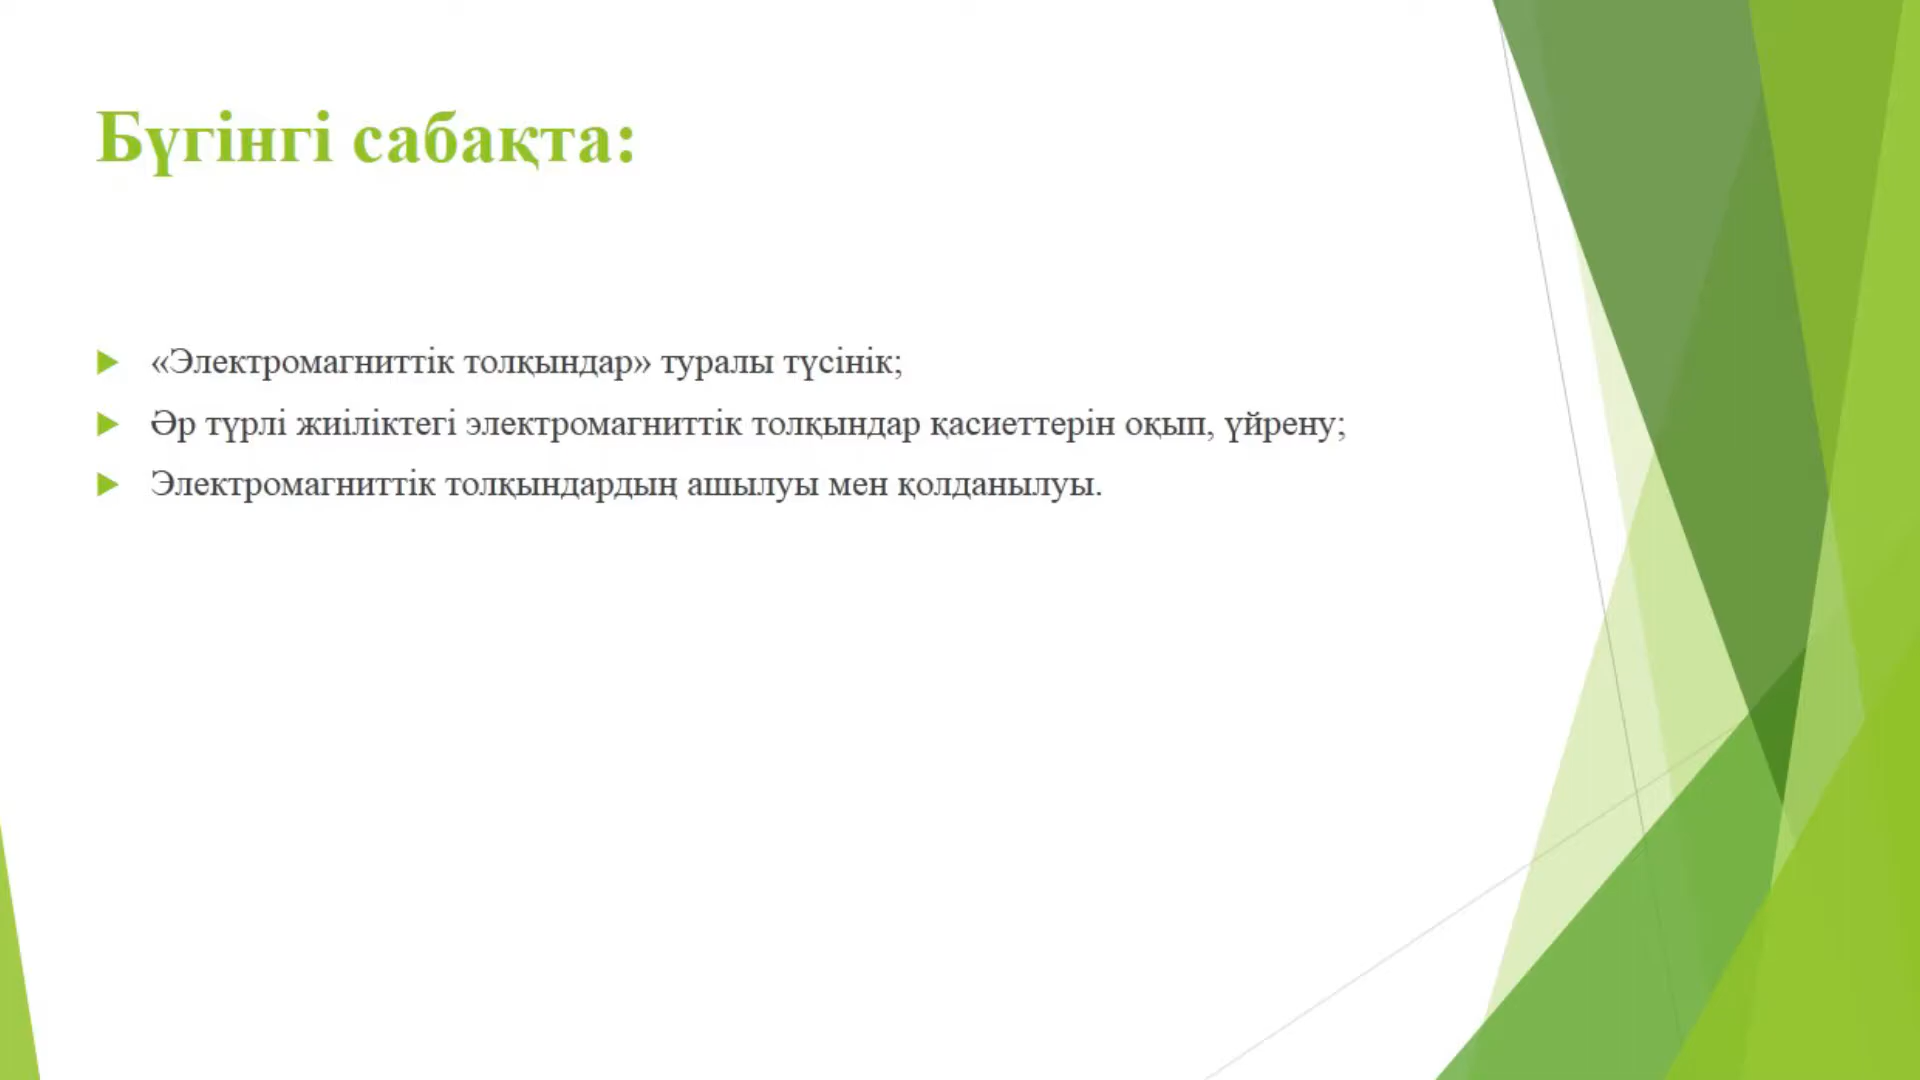 Бүгінгі сабақта:
«Электромагниттік толқындар» туралы түсінік;
Әр түрлі жиіліктегі электромагниттік толқындар қасиеттерін оқып, үйрену;
Электромагниттік толқындардың ашылуы мен қолданылуы.